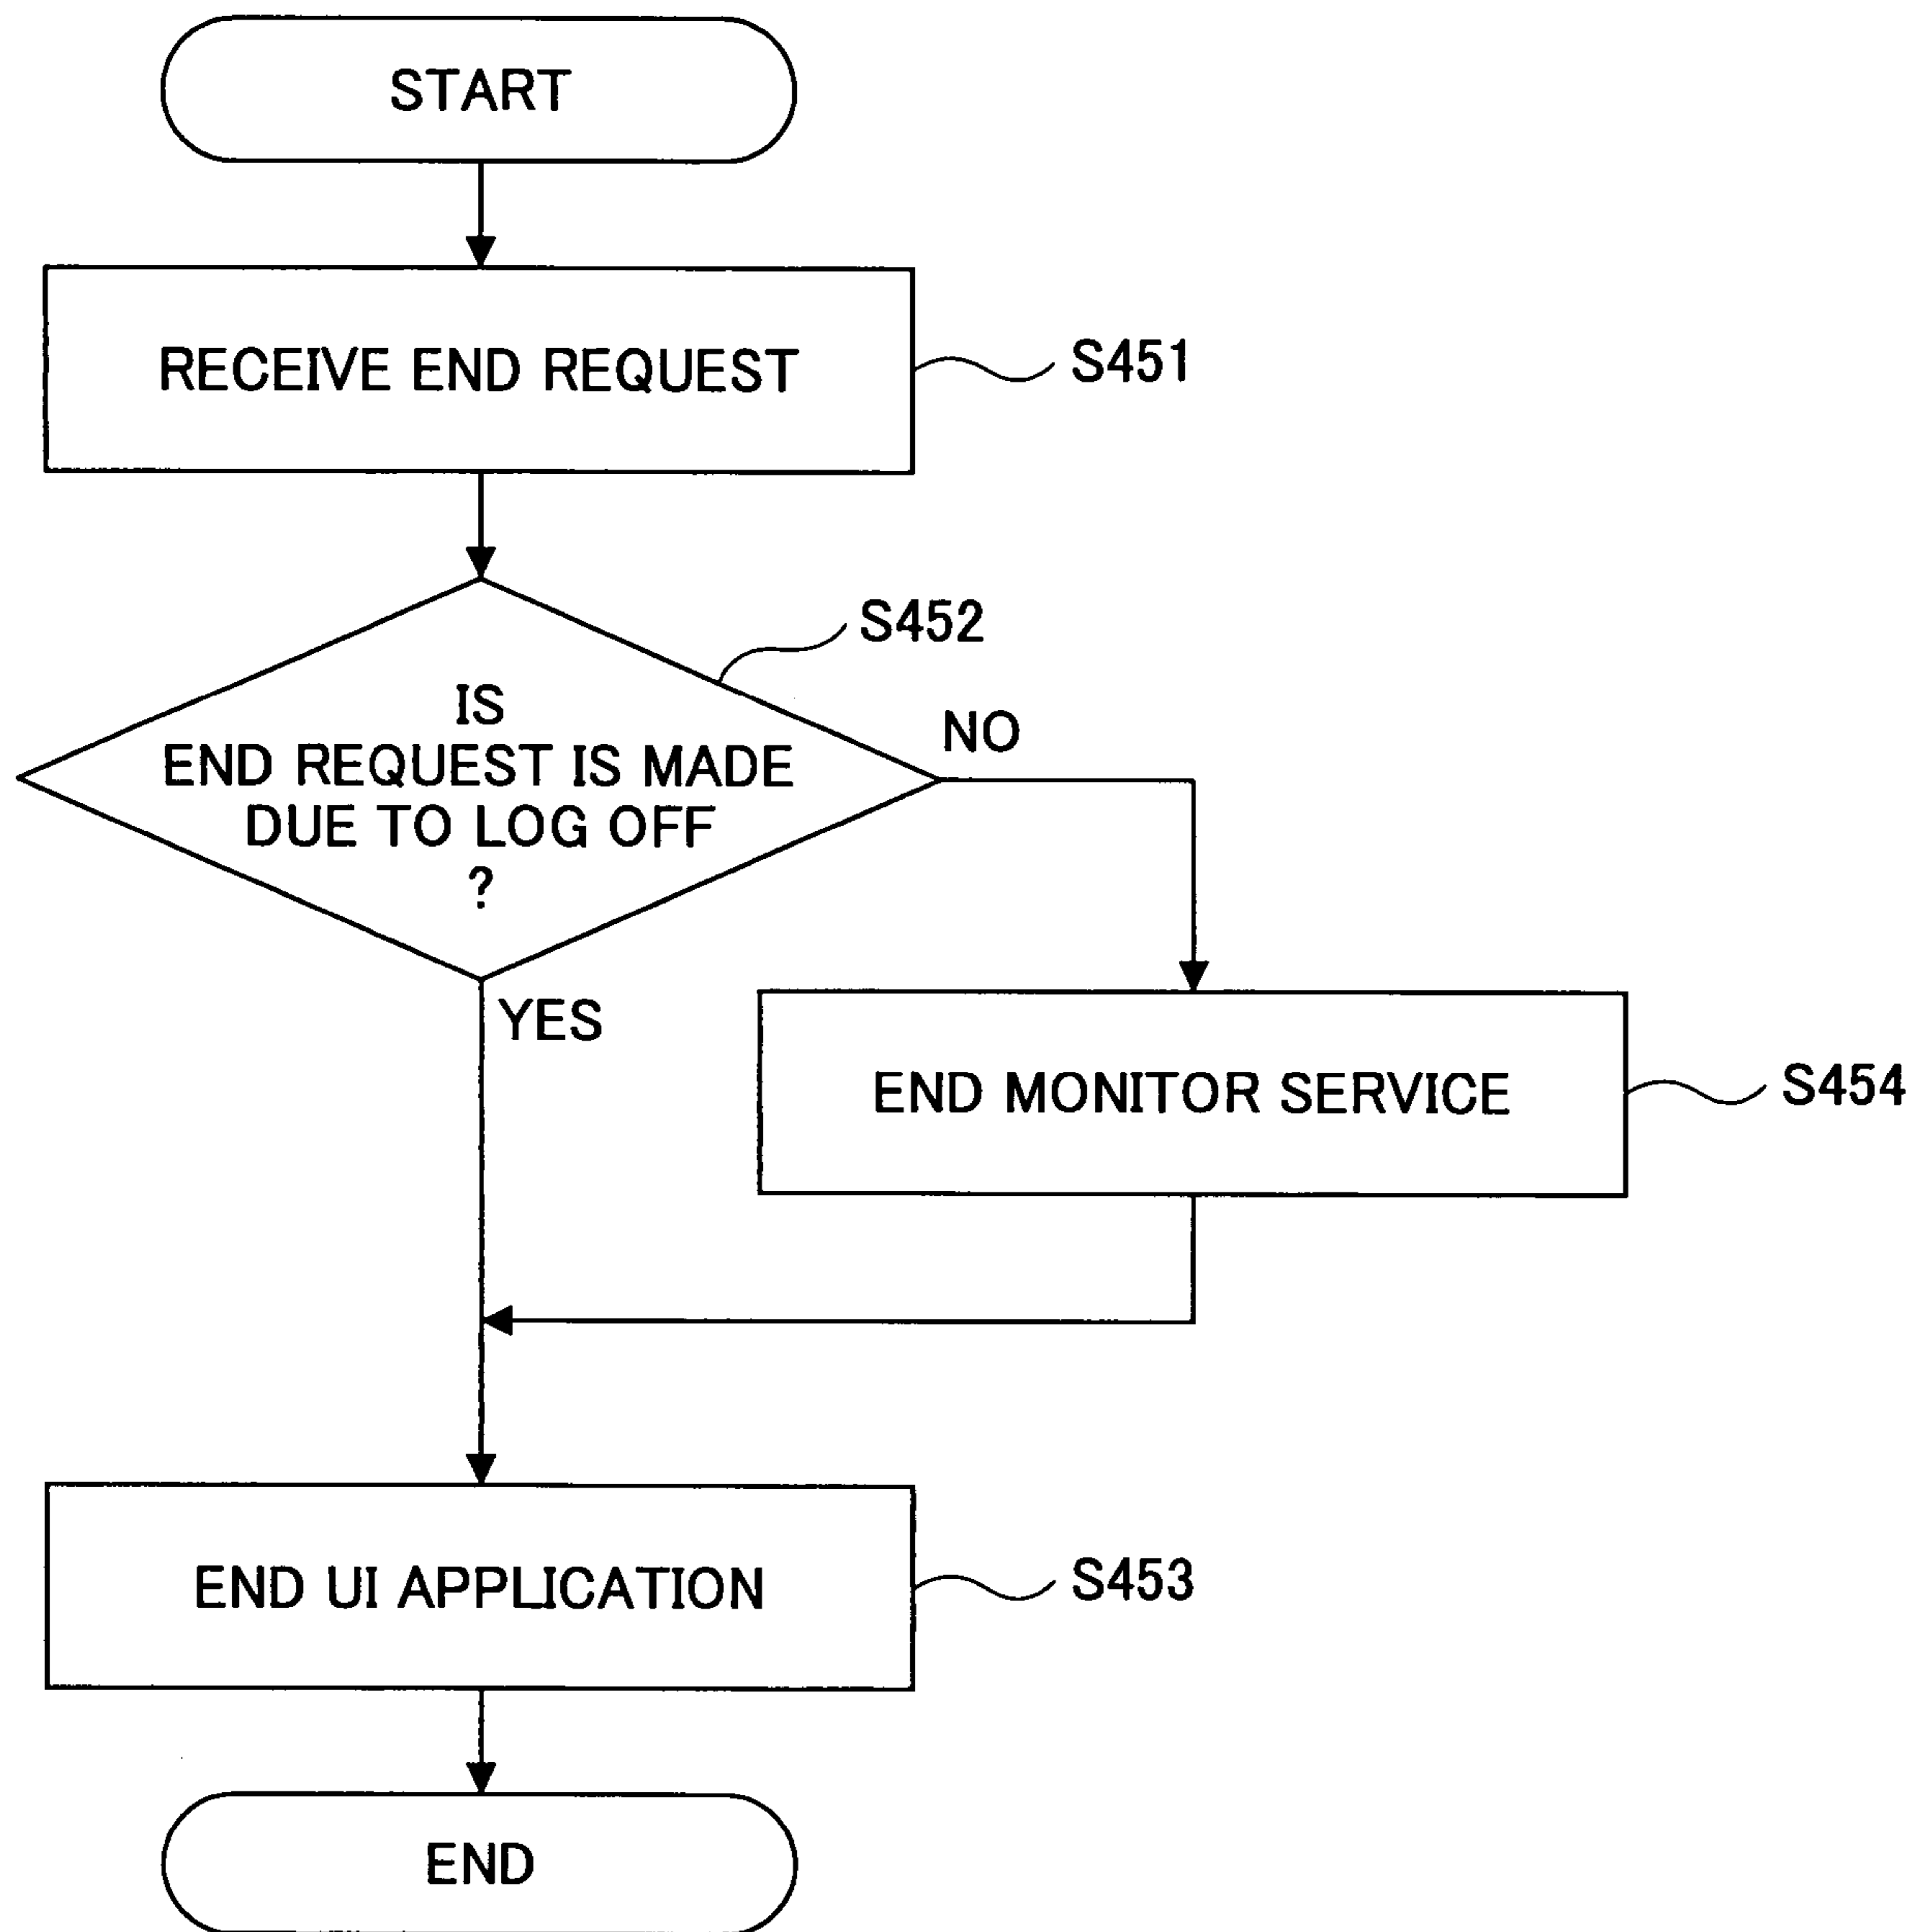 START
RECEIVE END REQUEST
S451
S452
IS
END REQUEST IS MADE
DUE TO LOG OFF
?
NO
YES
END MONITOR SERVICE
S454
END UI APPLICATION
S453
END